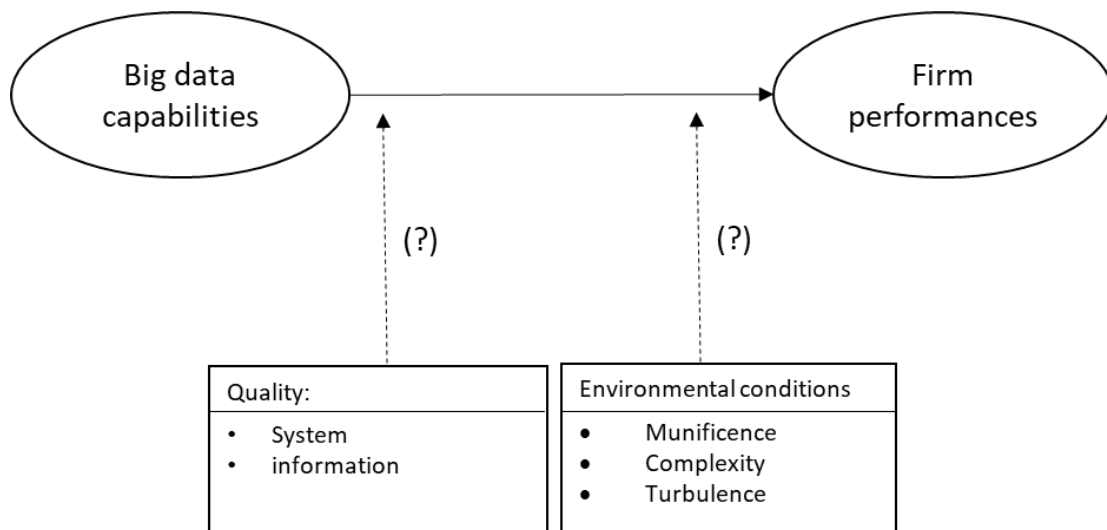 Big data
capabilities
Firm
performances
(?)
(?)
Quality:
• System
• information
Environmental conditions
● Munificence
● Complexity
● Turbulence